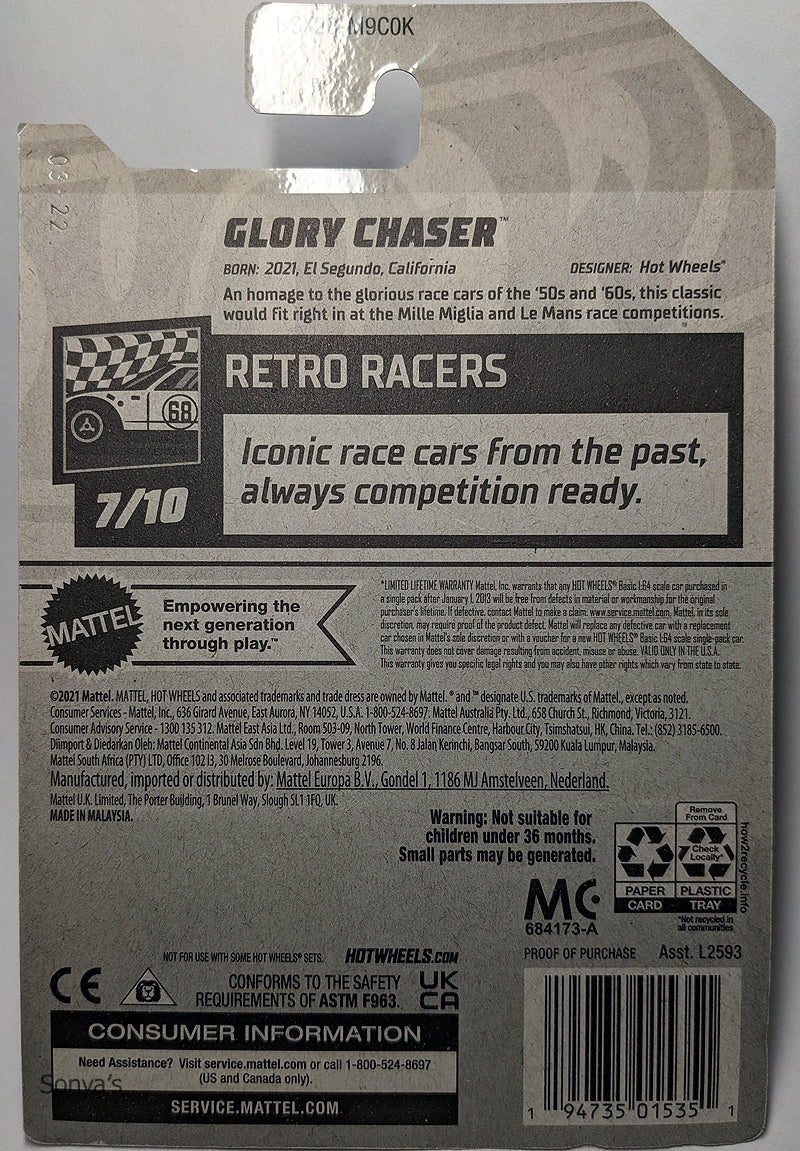 M9C0K
03 22
GLORY CHASER™
BORN: 2021, El Segundo, California DESIGNER: Hot Wheels®
An homage to the glorious race cars of the '50s and '60s, this classic
would fit right in at the Mille Miglia and Le Mans race competitions.
RETRO RACERS
68
Iconic race cars from the past,
always competition ready.
7/10
MATTEL
Empowering the
next generation
through play.™
*LIMITED LIFETIME WARRANTY Mattel, Inc. warrants that any HOT WHEELS® Basic 1:64 scale car purchased in
a single pack after January 1, 2013 will be free from defects in material or workmanship for the original
purchaser's lifetime. If defective, contact Mattel to make a claim: www.service.mattel.com. Mattel, in its sole
discretion, may require proof of the product defect. Mattel will replace any defective car with a replacement
car chosen in Mattel's sole discretion or with a voucher for a new HOT WHEELS® Basic 1:64 scale single-pack car.
This warranty does not cover damage resulting from accident, misuse or abuse. VALID ONLY IN THE U.S.A.
This warranty gives you specific legal rights and you may also have other rights which vary from state to state.
©2021 Mattel. MATTEL, HOT WHEELS and associated trademarks and trade dress are owned by Mattel. ® and ™ designate U.S. trademarks of Mattel., except as noted.
Consumer Services - Mattel, Inc., 636 Girard Avenue, East Aurora, NY 14052, U.S.A. 1-800-524-8697. Mattel Australia Pty. Ltd., 658 Church St., Richmond, Victoria, 3121.
Consumer Advisory Service - 1300 135 312. Mattel East Asia Ltd., Room 503-09, North Tower, World Finance Centre, Harbour City, Tsimshatsui, HK, China. Tel.: (852) 3185-6500.
Diimport & Diedarkan Oleh: Mattel Continental Asia Sdn Bhd. Level 19, Tower 3, Avenue 7, No. 8 Jalan Kerinchi, Bangsar South, 59200 Kuala Lumpur, Malaysia.
Mattel South Africa (PTY) LTD, Office 102 I3, 30 Melrose Boulevard, Johannesburg 2196.
Manufactured, imported or distributed by: Mattel Europa B.V., Gondel 1, 1186 MJ Amstelveen, Nederland.
Mattel U.K. Limited, The Porter Building, 1 Brunel Way, Slough SL1 1FQ, UK.
MADE IN MALAYSIA.
Warning: Not suitable for
children under 36 months.
Small parts may be generated.
Remove
From Card
Check
Locally*
PAPER PLASTIC
CARD TRAY
*Not recycled in
all communities
how2recycle.info
MC
684173-A
NOT FOR USE WITH SOME HOT WHEELS® SETS. HOTWHEELS.COM
PROOF OF PURCHASE Asst. L2593
CE
CONFORMS TO THE SAFETY
REQUIREMENTS OF ASTM F963.
UK
CA
CONSUMER INFORMATION
Need Assistance? Visit service.mattel.com or call 1-800-524-8697
(US and Canada only).
Sonya's
SERVICE.MATTEL.COM
1 94735 01535 1